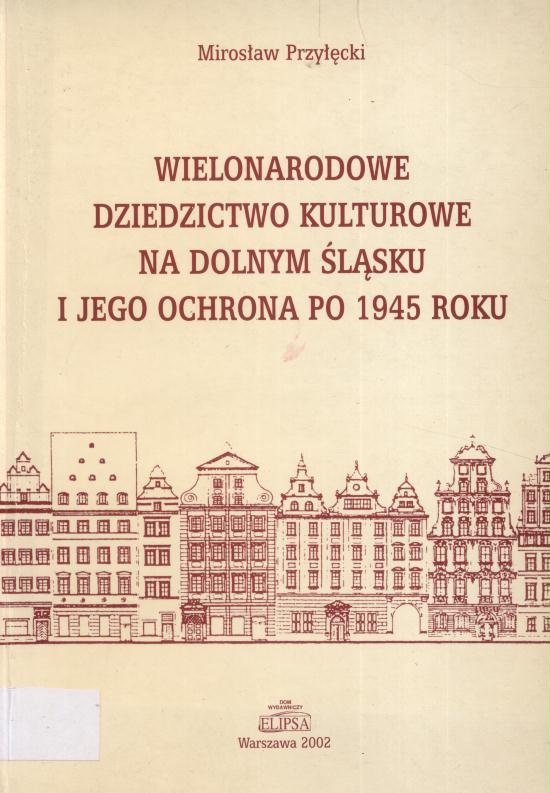 Mirosław Przyłęcki
WIELONARODOWE
DZIEDZICTWO KULTUROWE
NA DOLNYM ŚLĄSKU
I JEGO OCHRONA PO 1945 ROKU
DOM
WYDAWNICZY
ELIPSA
Warszawa 2002